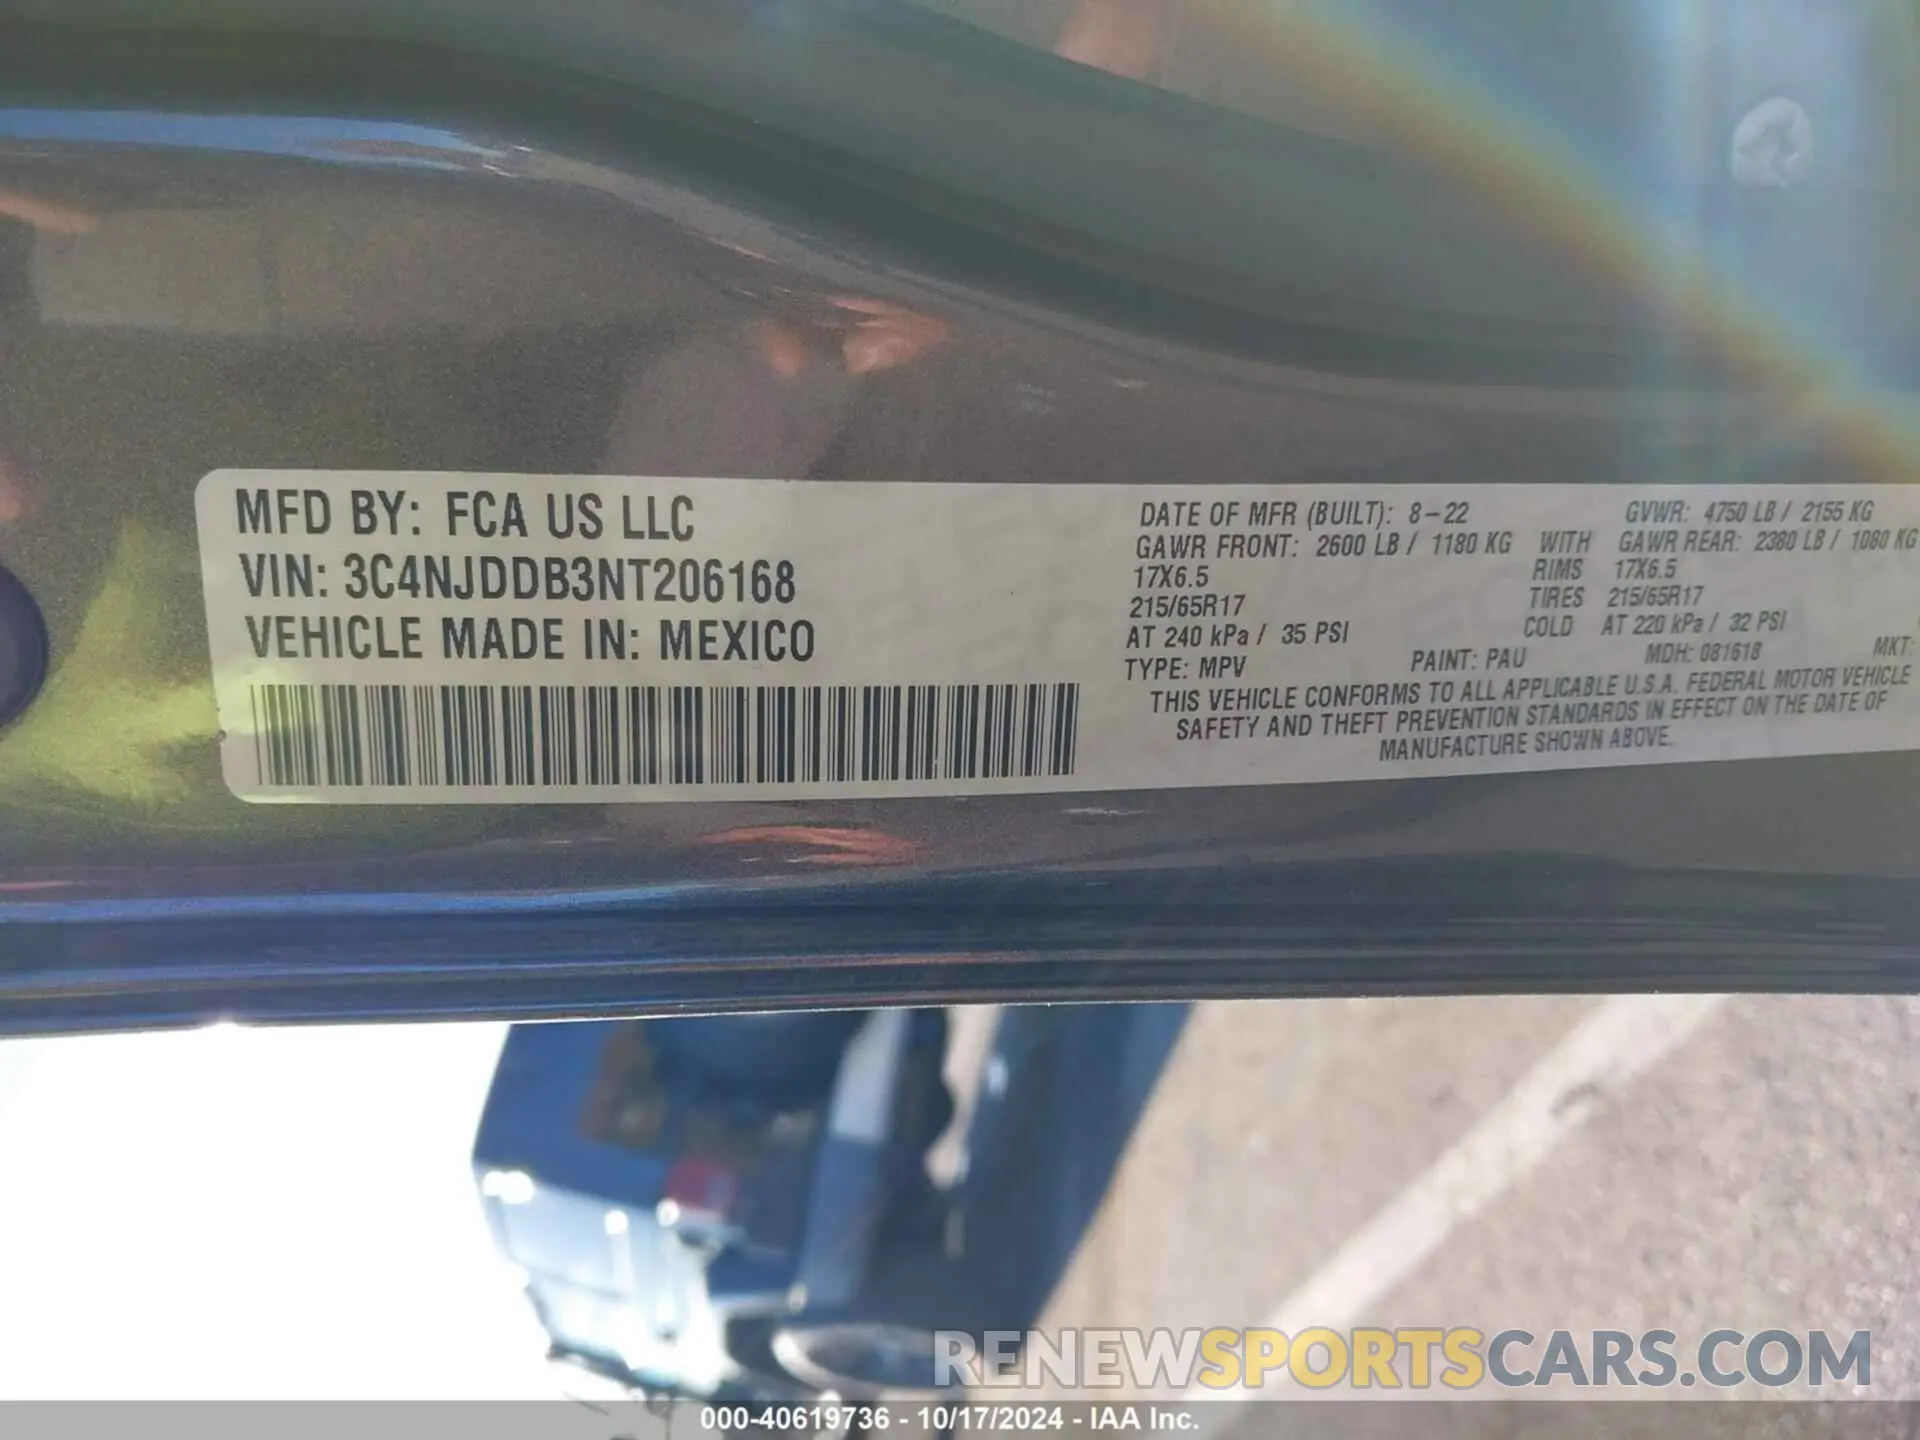 MFD BY: FCA US LLC
VIN: 3C4NJDDB3NT206168
VEHICLE MADE IN: MEXICO
DATE OF MFR (BUILT): 8-22 GVWR: 4750 LB / 2155 KG
GAWR FRONT: 2600 LB / 1180 KG WITH GAWR REAR: 2380 LB / 1080 KG
17X6.5 RIMS 17X6.5
215/65R17 TIRES 215/65R17
AT 240 kPa / 35 PSI COLD AT 220 kPa / 32 PSI
TYPE: MPV PAINT: PAU MDH: 081618 MKT:
THIS VEHICLE CONFORMS TO ALL APPLICABLE U.S.A. FEDERAL MOTOR VEHICLE
SAFETY AND THEFT PREVENTION STANDARDS IN EFFECT ON THE DATE OF
MANUFACTURE SHOWN ABOVE.
RENEWSPORTSCARS.COM
000-40619736 - 10/17/2024 - IAA Inc.